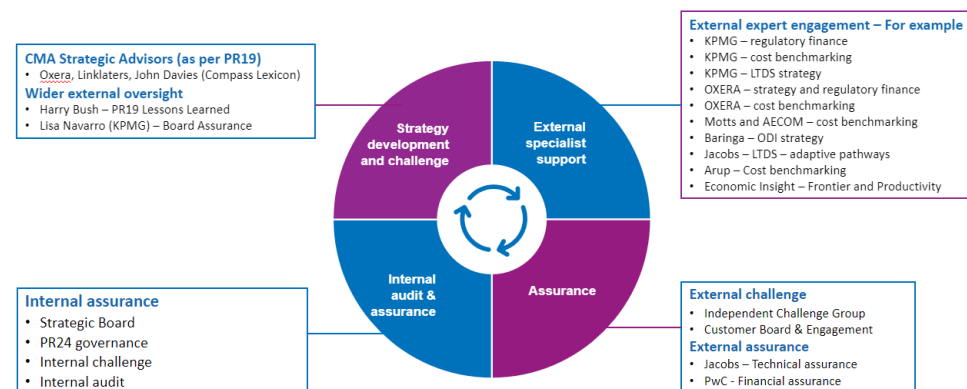 CMA Strategic Advisors (as per PR19)
• Oxera, Linklaters, John Davies (Compass Lexicon)
Wider external oversight
• Harry Bush – PR19 Lessons Learned
• Lisa Navarro (KPMG) – Board Assurance
External expert engagement – For example
• KPMG – regulatory finance
• KPMG – cost benchmarking
• KPMG – LTDS strategy
• OXERA – strategy and regulatory finance
• OXERA – cost benchmarking
• Motts and AECOM – cost benchmarking
• Baringa – ODI strategy
• Jacobs – LTDS – adaptive pathways
• Arup – Cost benchmarking
• Economic Insight – Frontier and Productivity
Strategy
development
and challenge
External
specialist
support
Internal
audit &
assurance
Assurance
Internal assurance
• Strategic Board
• PR24 governance
• Internal challenge
• Internal audit
External challenge
• Independent Challenge Group
• Customer Board & Engagement
External assurance
• Jacobs – Technical assurance
• PwC - Financial assurance